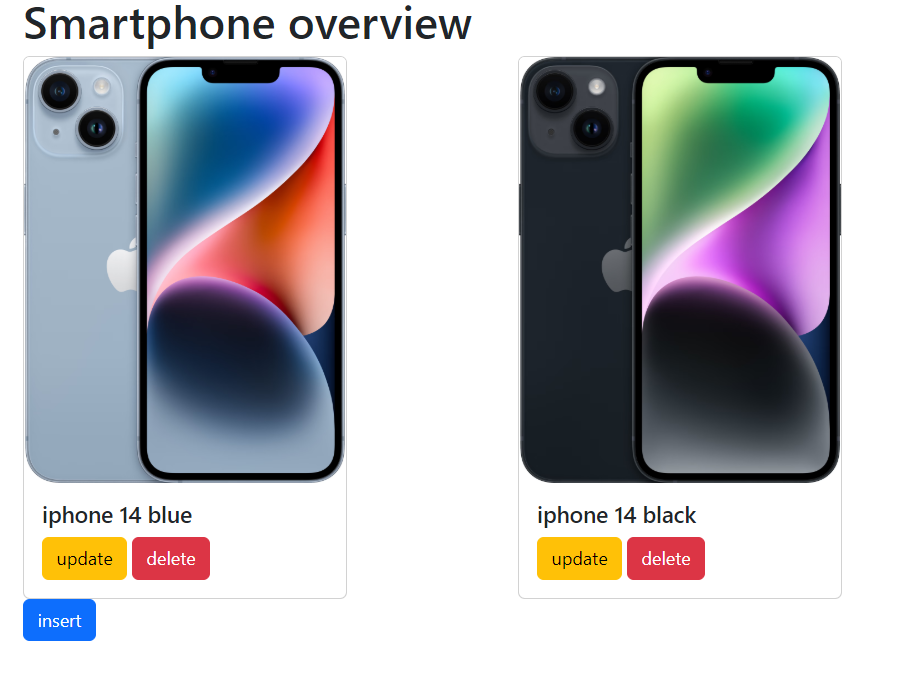 Smartphone overview
iphone 14 blue
update delete
iphone 14 black
update delete
insert